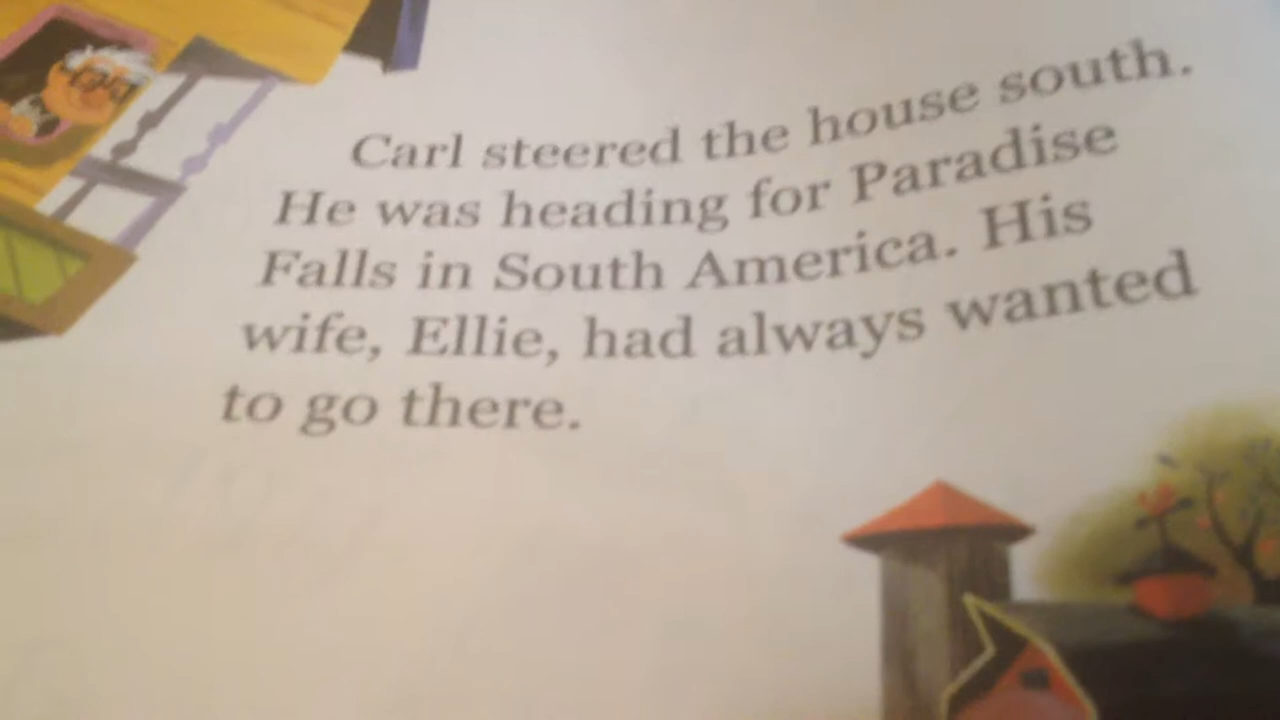 Carl steered the house south.
He was heading for Paradise
Falls in South America. His
wife, Ellie, had always wanted
to go there.